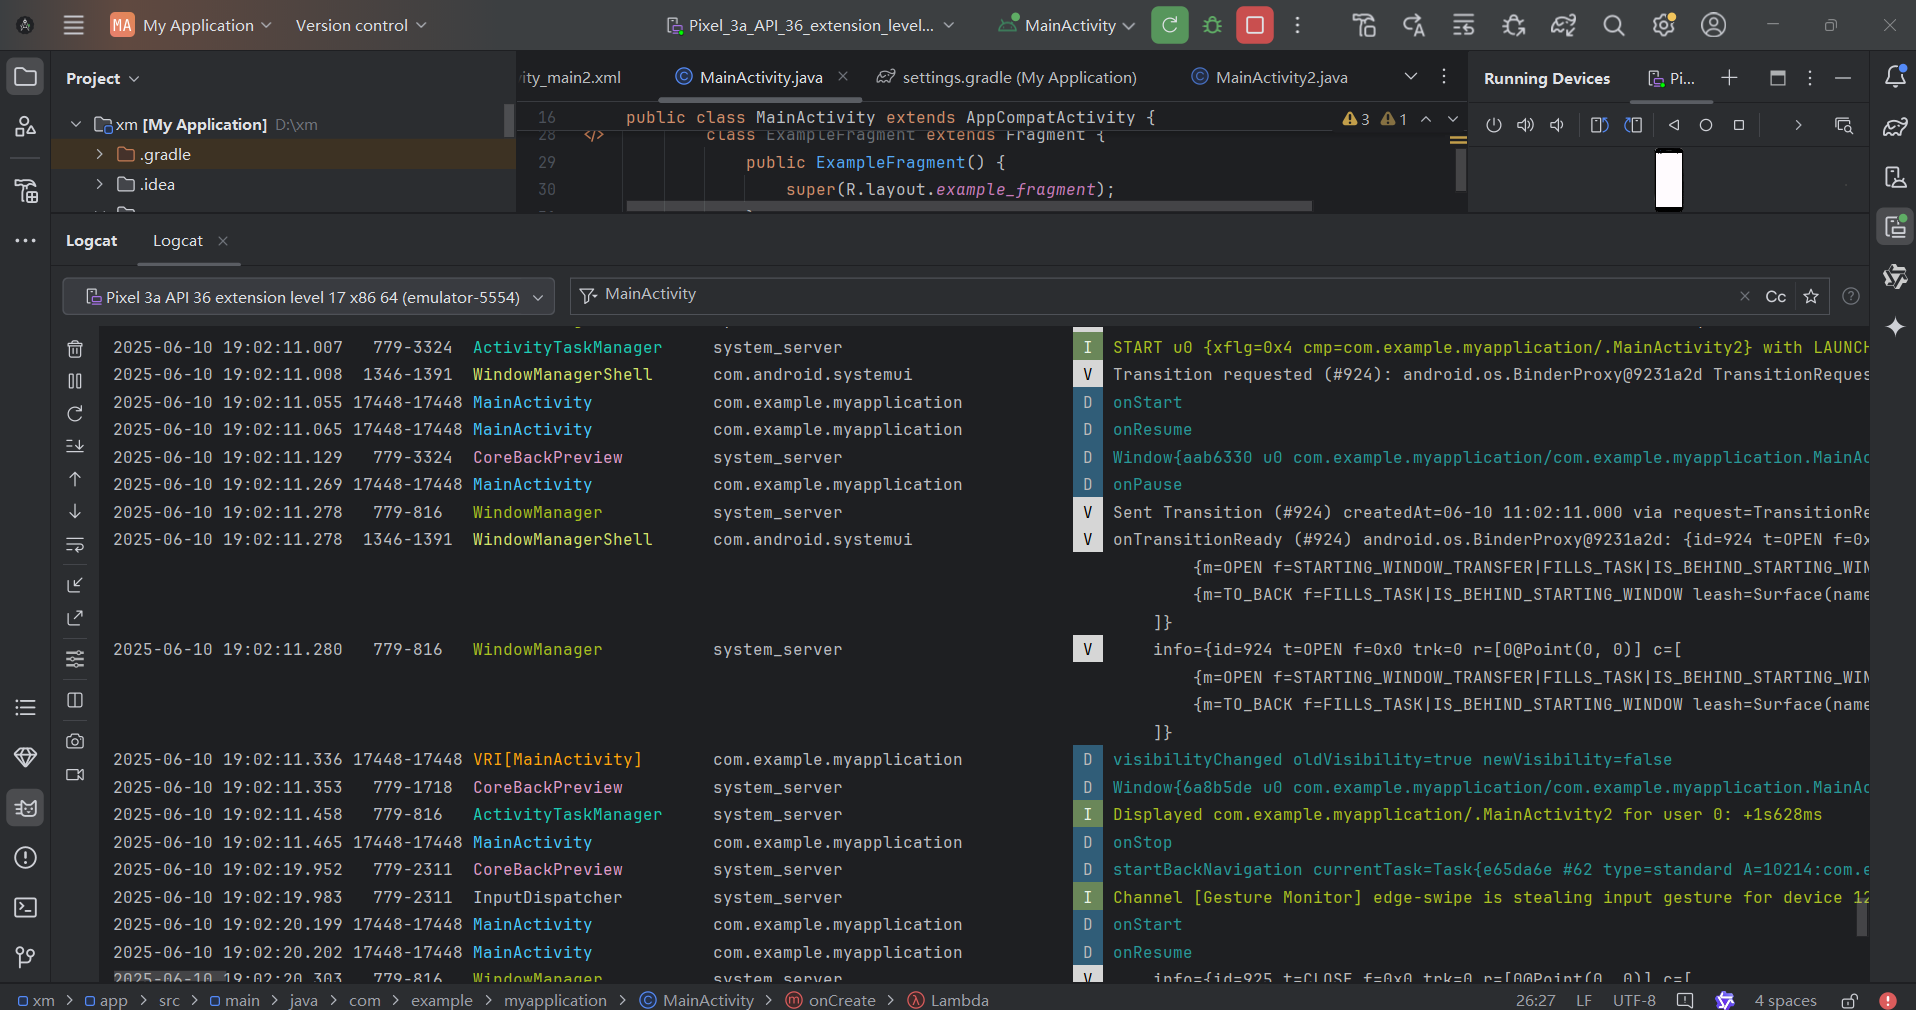 MA My Application
Version control
Pixel_3a_API_36_extension_level...
MainActivity
Project
ity_main2.xml
MainActivity.java
settings.gradle (My Application)
MainActivity2.java
Running Devices
Pi...
xm [My Application] D:\xm
.gradle
.idea
16 public class MainActivity extends AppCompatActivity {
3 1
28 </> class ExampleFragment extends Fragment {
29 public ExampleFragment() {
30 super(R.layout.example_fragment);
Logcat
Logcat
Pixel 3a API 36 extension level 17 x86 64 (emulator-5554)
MainActivity
Cc
2025-06-10 19:02:11.007 779-3324 ActivityTaskManager system_server I START u0 {xflg=0x4 cmp=com.example.myapplication/.MainActivity2} with LAUNCH
2025-06-10 19:02:11.008 1346-1391 WindowManagerShell com.android.systemui V Transition requested (#924): android.os.BinderProxy@9231a2d TransitionReques
2025-06-10 19:02:11.055 17448-17448 MainActivity com.example.myapplication D onStart
2025-06-10 19:02:11.065 17448-17448 MainActivity com.example.myapplication D onResume
2025-06-10 19:02:11.129 779-3324 CoreBackPreview system_server D Window{aab6330 u0 com.example.myapplication/com.example.myapplication.MainAc
2025-06-10 19:02:11.269 17448-17448 MainActivity com.example.myapplication D onPause
2025-06-10 19:02:11.278 779-816 WindowManager system_server V Sent Transition (#924) createdAt=06-10 11:02:11.000 via request=TransitionRe
2025-06-10 19:02:11.278 1346-1391 WindowManagerShell com.android.systemui V onTransitionReady (#924) android.os.BinderProxy@9231a2d: {id=924 t=OPEN f=0x
{m=OPEN f=STARTING_WINDOW_TRANSFER|FILLS_TASK|IS_BEHIND_STARTING_WIN
{m=TO_BACK f=FILLS_TASK|IS_BEHIND_STARTING_WINDOW leash=Surface(name
]}
2025-06-10 19:02:11.280 779-816 WindowManager system_server V info={id=924 t=OPEN f=0x0 trk=0 r=[0@Point(0, 0)] c=[
{m=OPEN f=STARTING_WINDOW_TRANSFER|FILLS_TASK|IS_BEHIND_STARTING_WIN
{m=TO_BACK f=FILLS_TASK|IS_BEHIND_STARTING_WINDOW leash=Surface(name
]}
2025-06-10 19:02:11.336 17448-17448 VRI[MainActivity] com.example.myapplication D visibilityChanged oldVisibility=true newVisibility=false
2025-06-10 19:02:11.353 779-1718 CoreBackPreview system_server D Window{6a8b5de u0 com.example.myapplication/com.example.myapplication.MainAc
2025-06-10 19:02:11.458 779-816 ActivityTaskManager system_server I Displayed com.example.myapplication/.MainActivity2 for user 0: +1s628ms
2025-06-10 19:02:11.465 17448-17448 MainActivity com.example.myapplication D onStop
2025-06-10 19:02:19.952 779-2311 CoreBackPreview system_server D startBackNavigation currentTask=Task{e65da6e #62 type=standard A=10214:com.e
2025-06-10 19:02:19.983 779-2311 InputDispatcher system_server I Channel [Gesture Monitor] edge-swipe is stealing input gesture for device 12
2025-06-10 19:02:20.199 17448-17448 MainActivity com.example.myapplication D onStart
2025-06-10 19:02:20.202 17448-17448 MainActivity com.example.myapplication D onResume
2025-06-10 19:02:20.303 779-816 WindowManager system_server V info={id=925 t=CLOSE f=0x0 trk=0 r=[0@Point(0, 0)] c=[
xm > app > src > main > java > com > example > myapplication > MainActivity > onCreate > Lambda
26:27 LF UTF-8 4 spaces